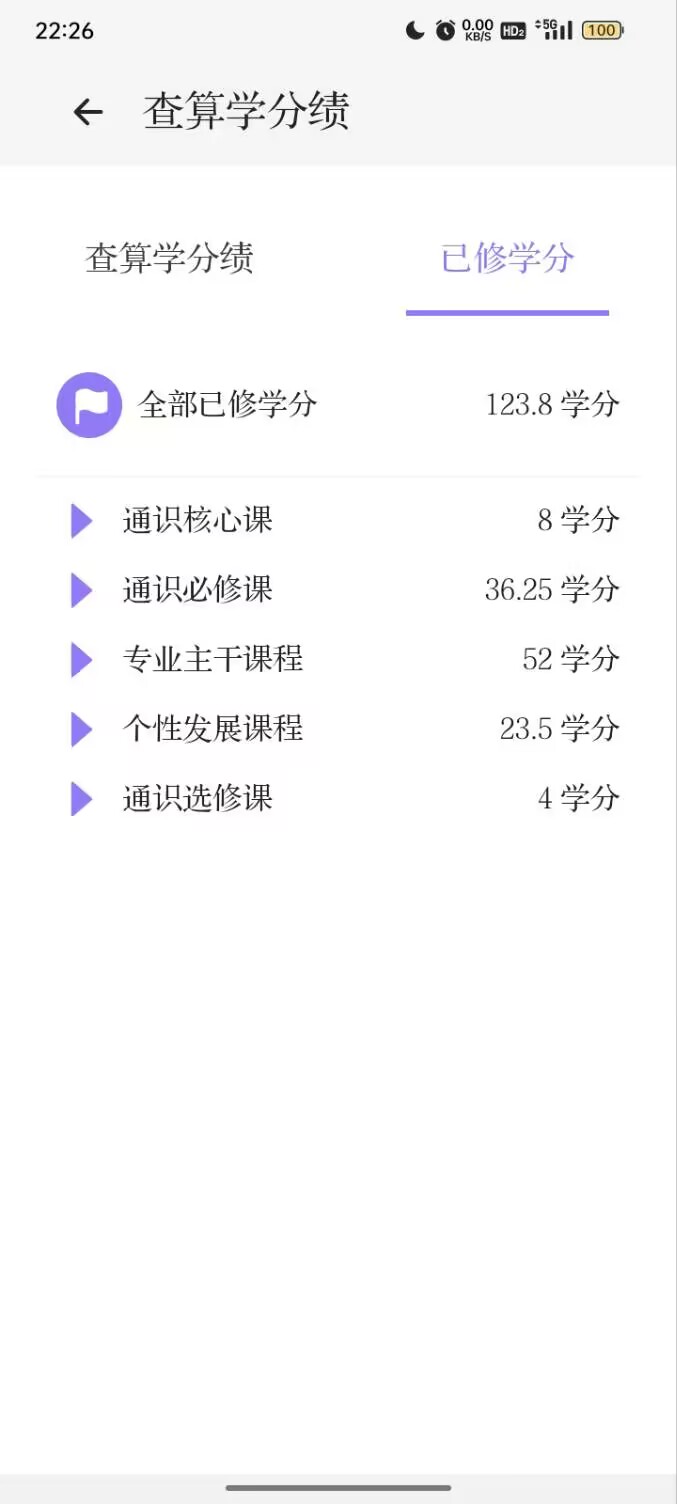 22:26 0.00 KB/S HD2 5G 100
查算学分绩
查算学分绩 已修学分
全部已修学分 123.8 学分
通识核心课 8 学分
通识必修课 36.25 学分
专业主干课程 52 学分
个性发展课程 23.5 学分
通识选修课 4 学分